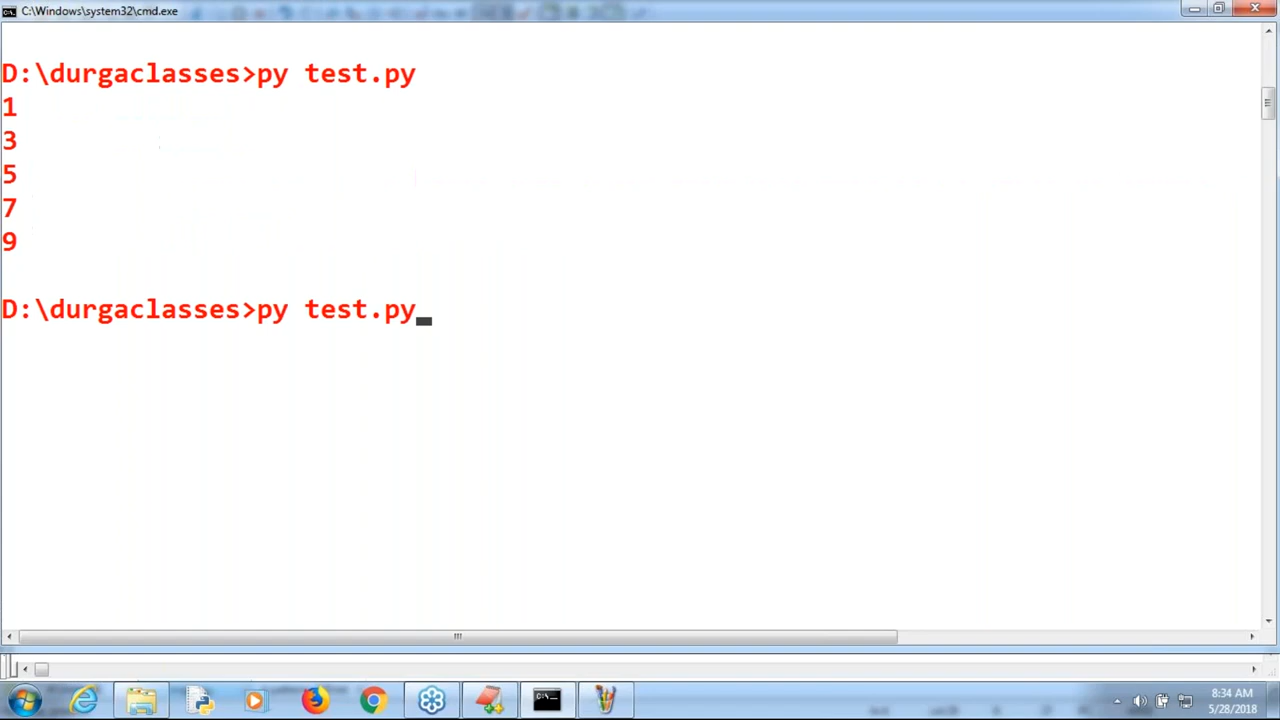 C:\Windows\system32\cmd.exe
D:\durgaclasses>py test.py
1
3
5
7
9
D:\durgaclasses>py test.py
C:\
8:34 AM
5/28/2018